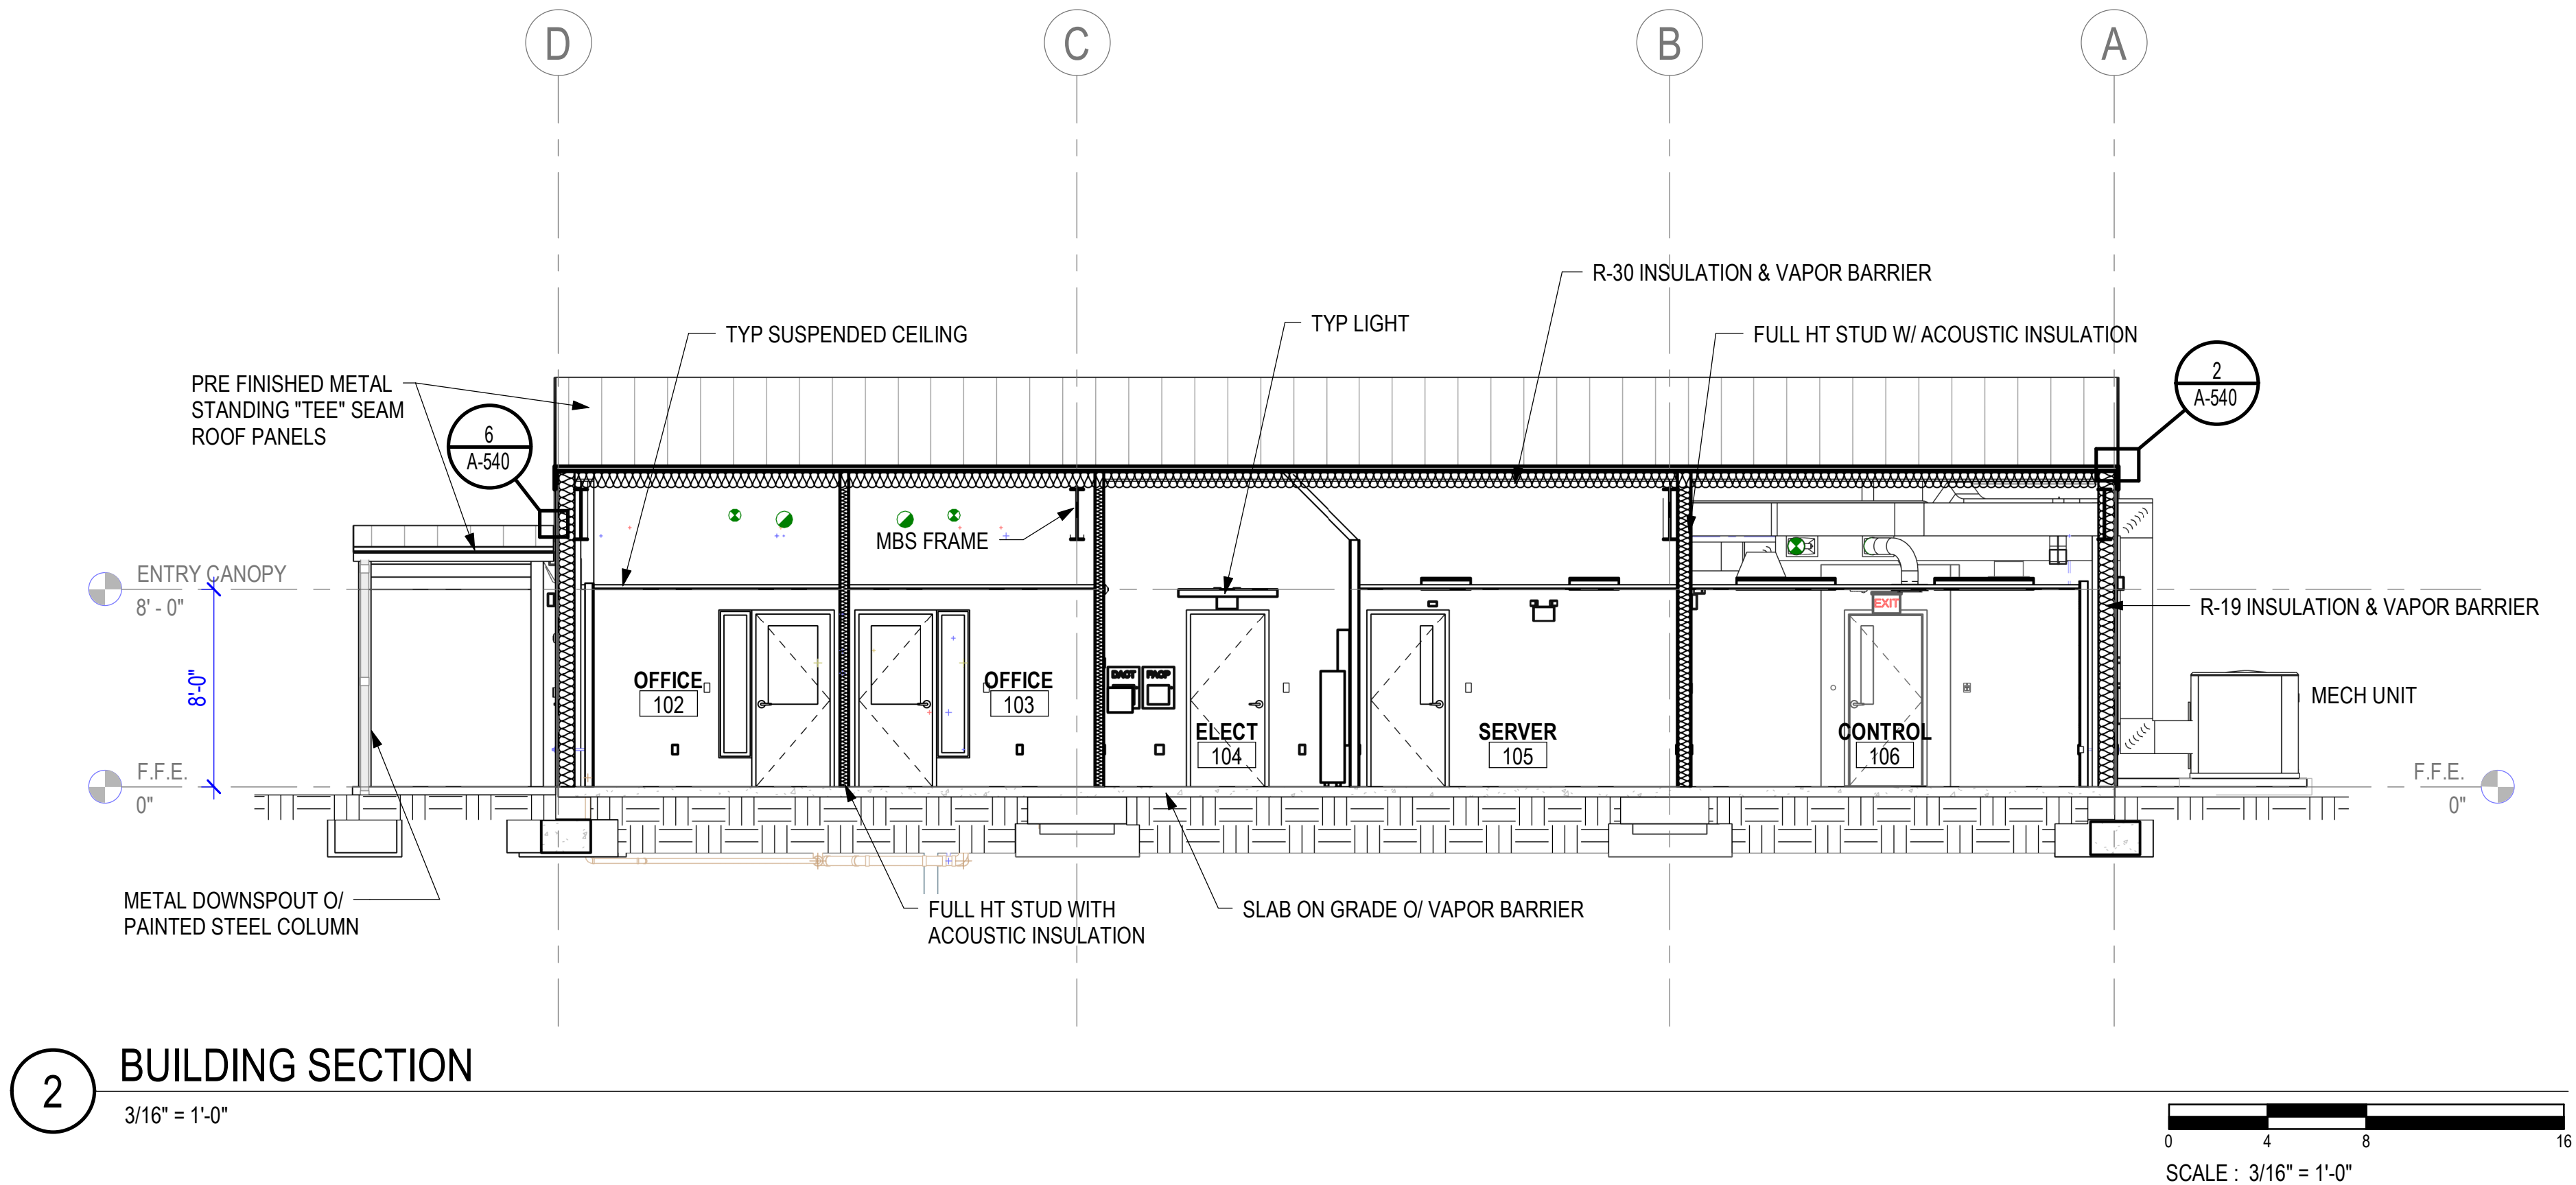 D
C
B
A
R-30 INSULATION & VAPOR BARRIER
TYP LIGHT
TYP SUSPENDED CEILING
FULL HT STUD W/ ACOUSTIC INSULATION
PRE FINISHED METAL
STANDING "TEE" SEAM
ROOF PANELS
6
A-540
2
A-540
MBS FRAME
ENTRY CANOPY
8' - 0"
8'-0"
EXIT
R-19 INSULATION & VAPOR BARRIER
DACT
FACP
OFFICE
102
OFFICE
103
ELECT
104
SERVER
105
CONTROL
106
MECH UNIT
F.F.E.
0"
F.F.E.
0"
METAL DOWNSPOUT O/
PAINTED STEEL COLUMN
FULL HT STUD WITH
ACOUSTIC INSULATION
SLAB ON GRADE O/ VAPOR BARRIER
2
BUILDING SECTION
3/16" = 1'-0"
0 4 8 16
SCALE : 3/16" = 1'-0"